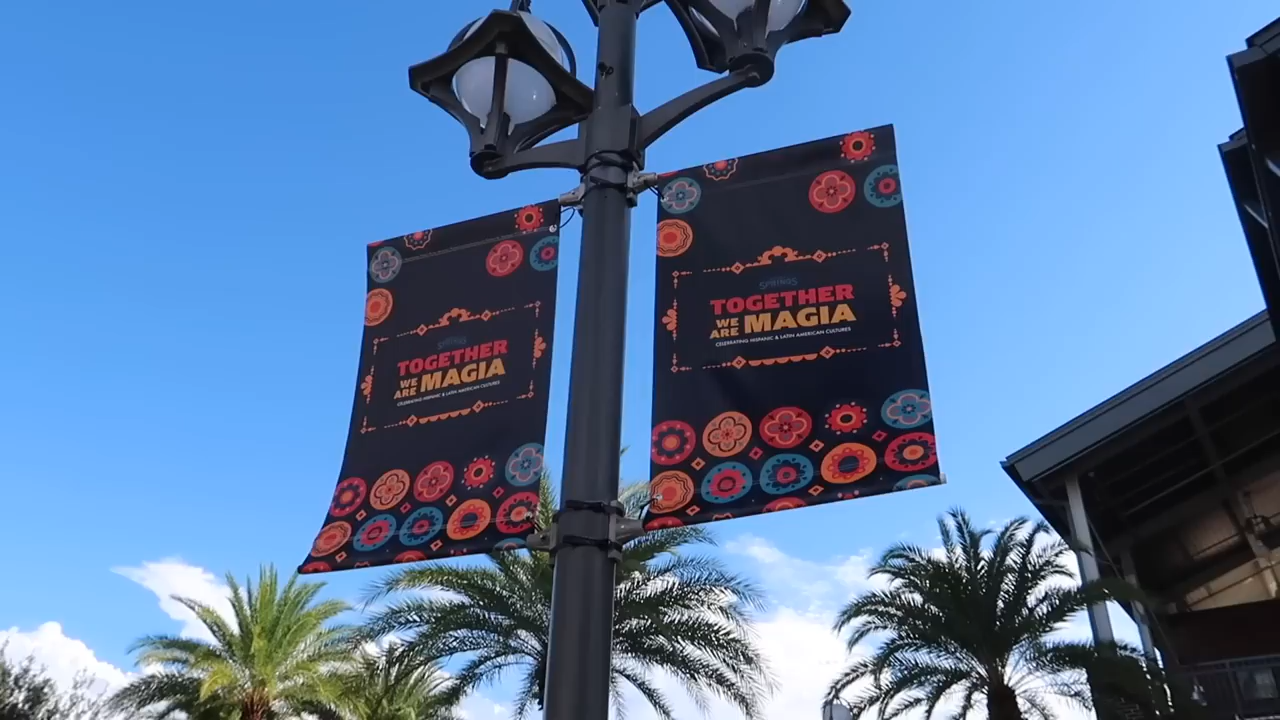 SPRINGS
TOGETHER
WE ARE MAGIA
CELEBRATING HISPANIC & LATIN AMERICAN CULTURES
SPRINGS
TOGETHER
WE ARE MAGIA
CELEBRATING HISPANIC & LATIN AMERICAN CULTURES